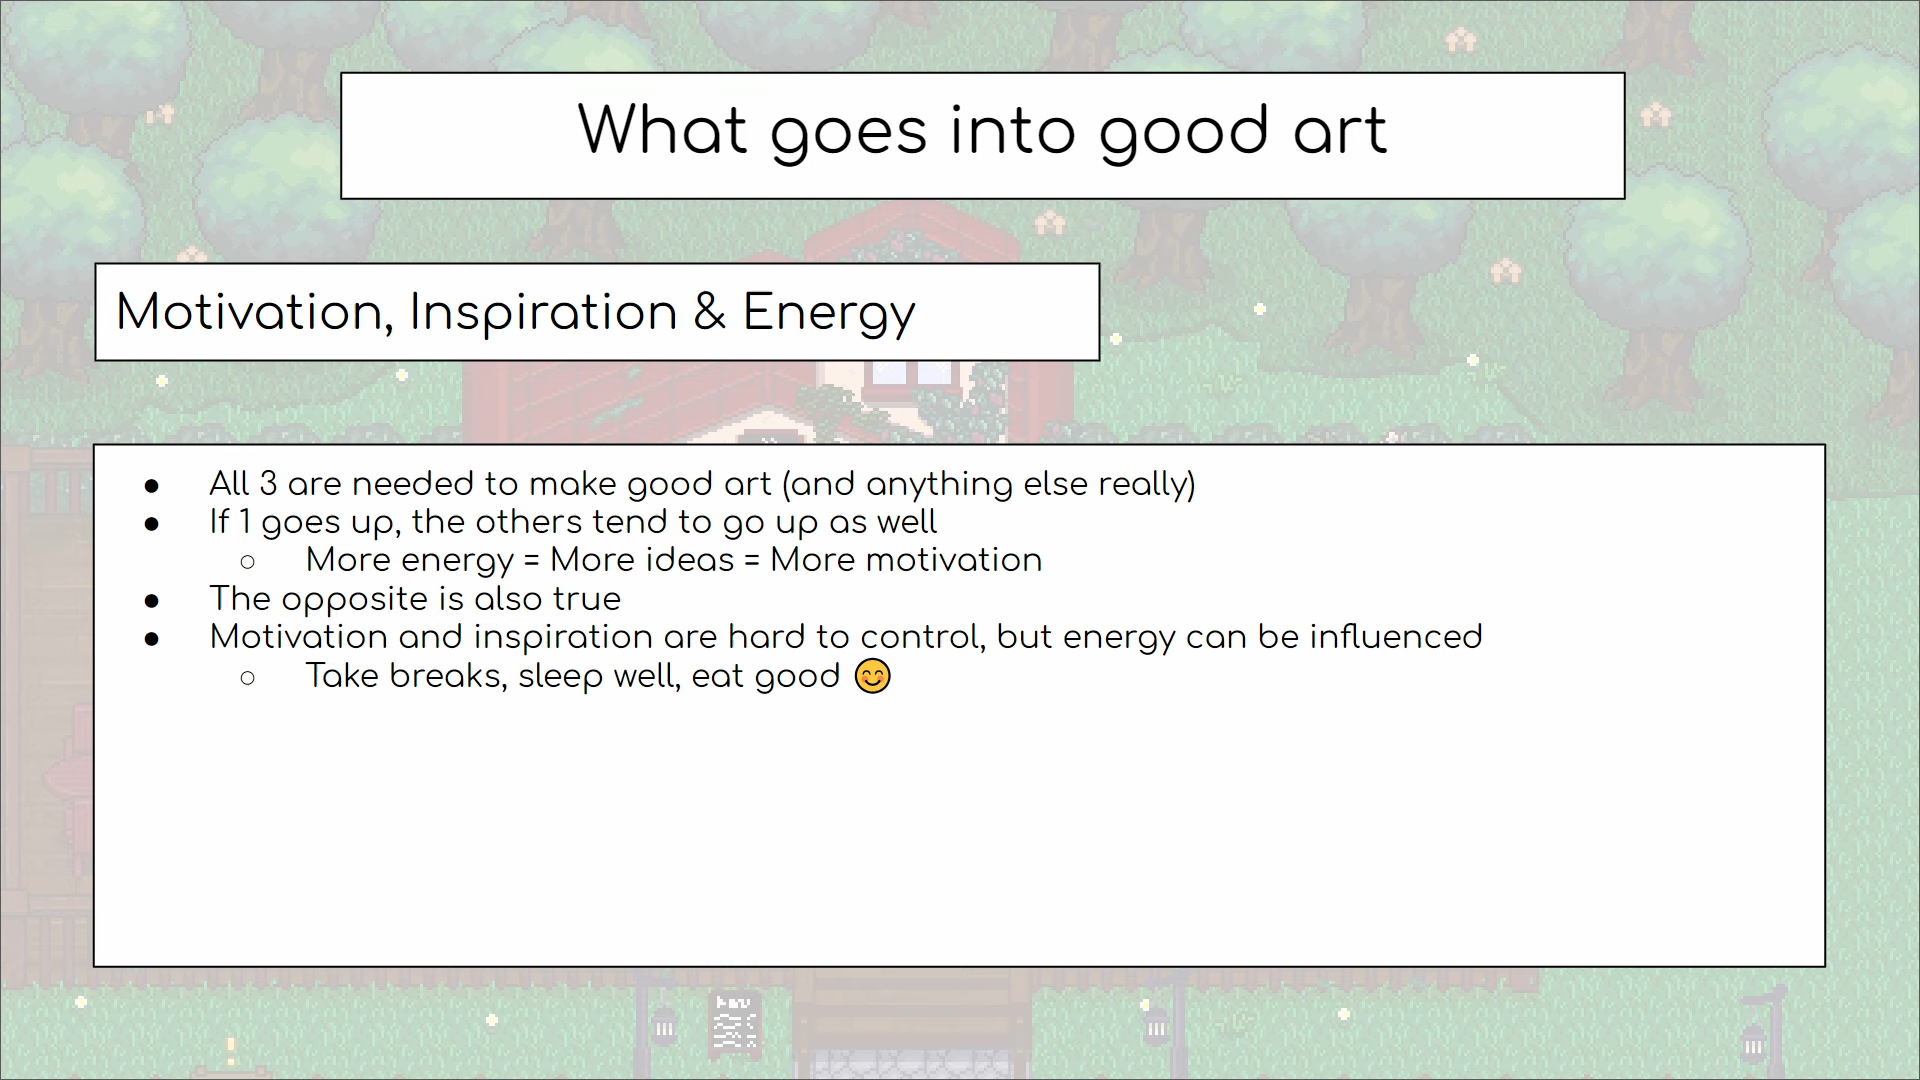 What goes into good art
Motivation, Inspiration & Energy
● All 3 are needed to make good art (and anything else really)
● If 1 goes up, the others tend to go up as well
○ More energy = More ideas = More motivation
● The opposite is also true
● Motivation and inspiration are hard to control, but energy can be influenced
○ Take breaks, sleep well, eat good 😊